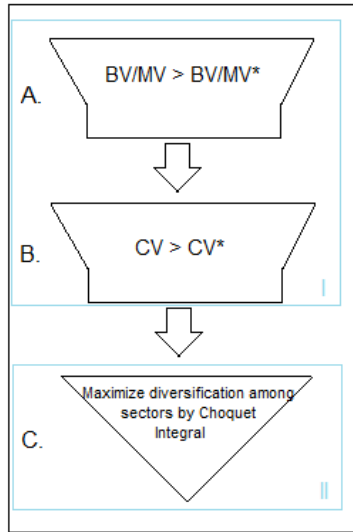 A.
BV/MV > BV/MV*
B.
CV > CV*
I
C.
Maximize diversification among
sectors by Choquet
Integral
II